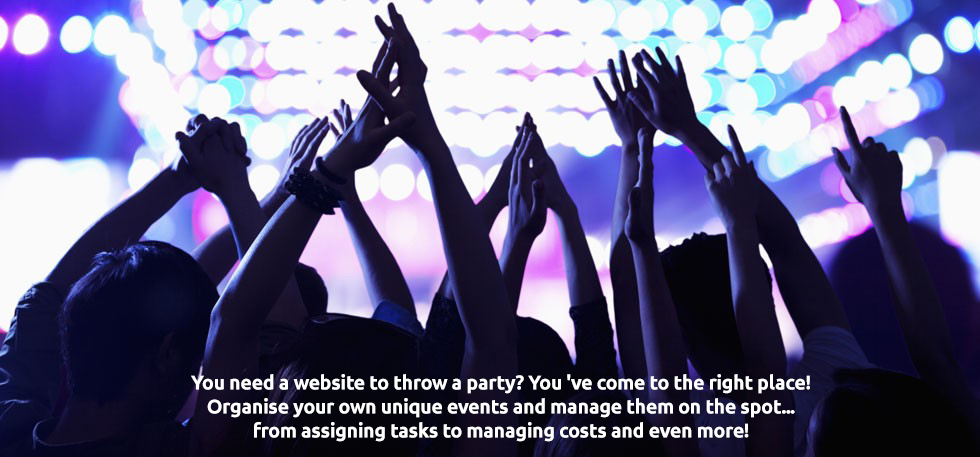 You need a website to throw a party? You 've come to the right place!
Organise your own unique events and manage them on the spot...
from assigning tasks to managing costs and even more!